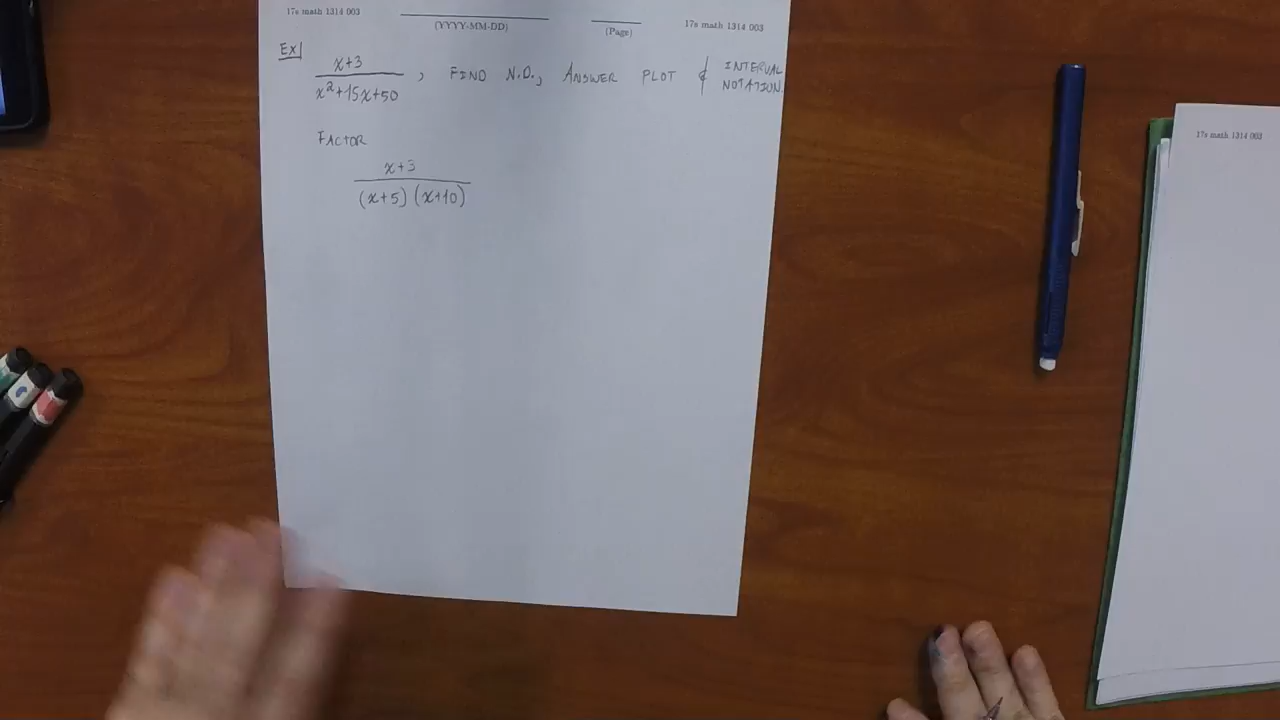 17s math 1314 003 (YYYY-MM-DD) (Page) 17s math 1314 003
Ex1 x+3 / x²+15x+50 , FIND N.D., ANSWER PLOT & INTERVAL NOTATION.
FACTOR
x+3
(x+5) (x+10)
17s math 1314 003